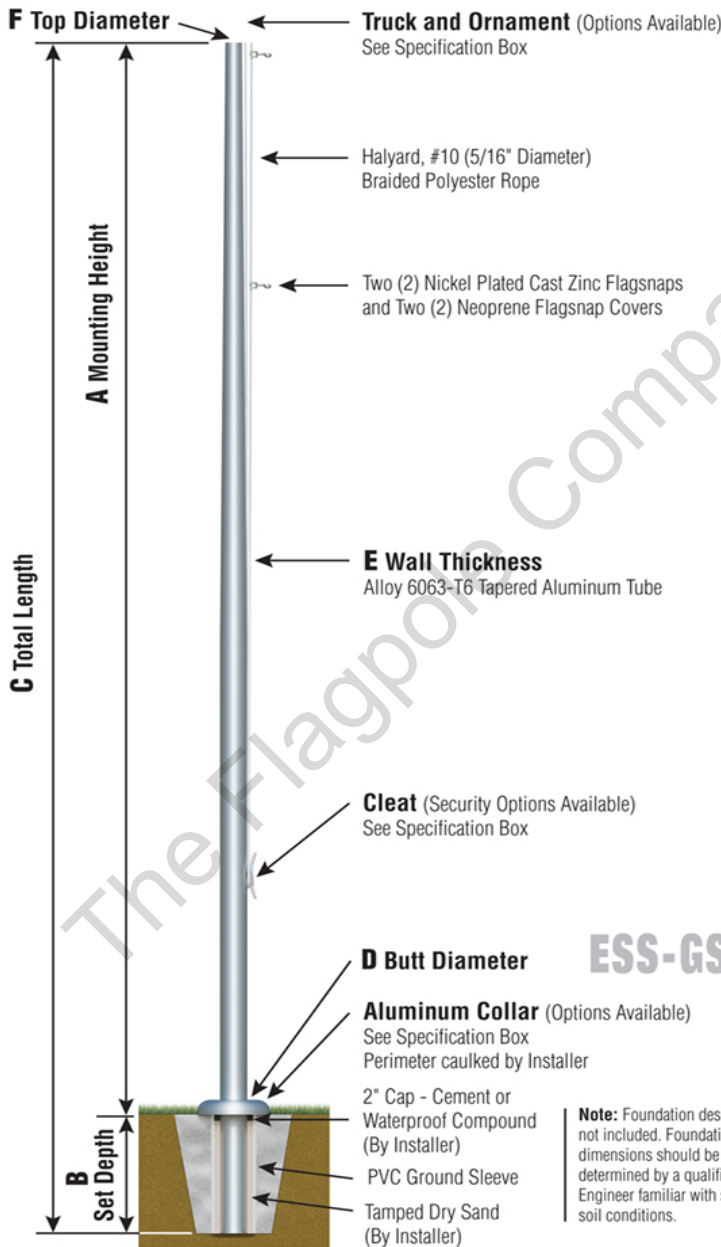 F Top Diameter
Truck and Ornament (Options Available)
See Specification Box
Halyard, #10 (5/16" Diameter)
Braided Polyester Rope
A Mounting Height
Two (2) Nickel Plated Cast Zinc Flagsnaps
and Two (2) Neoprene Flagsnap Covers
C Total Length
E Wall Thickness
Alloy 6063-T6 Tapered Aluminum Tube
Cleat (Security Options Available)
See Specification Box
D Butt Diameter
ESS-GS
Aluminum Collar (Options Available)
See Specification Box
Perimeter caulked by Installer
2" Cap - Cement or
Waterproof Compound
(By Installer)
B
Set Depth
PVC Ground Sleeve
Tamped Dry Sand
(By Installer)
Note: Foundation des
not included. Foundati
dimensions should be
determined by a qualifi
Engineer familiar with
soil conditions.
The Flagpole Compa